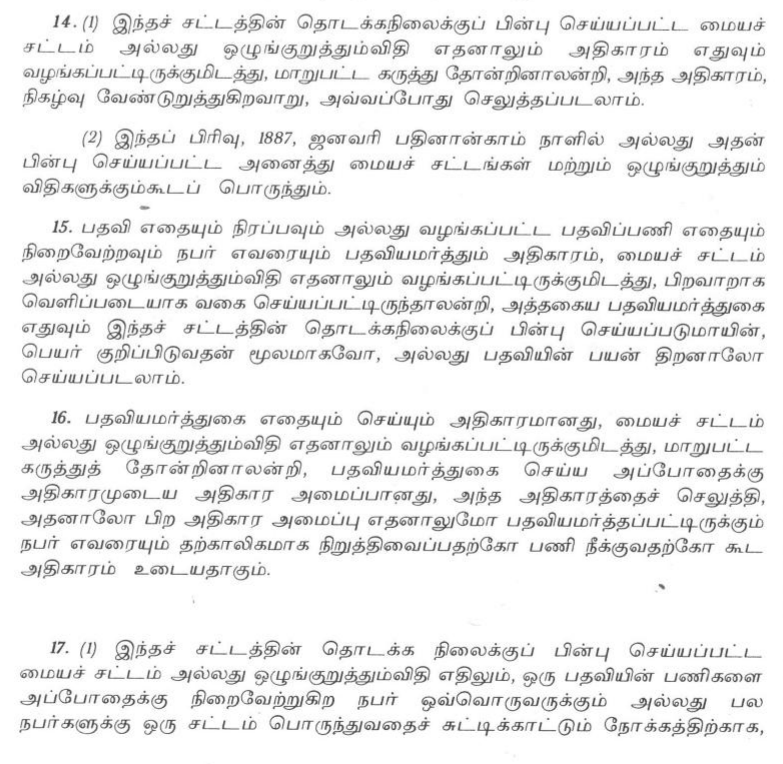 14. (1) இந்தச் சட்டத்தின் தொடக்கநிலைக்குப் பின்பு செய்யப்பட்ட மையச்
சட்டம் அல்லது ஒழுங்குறுத்தும்விதி எதனாலும் அதிகாரம் எதுவும்
வழங்கப்பட்டிருக்குமிடத்து, மாறுபட்ட கருத்து தோன்றினாலன்றி, அந்த அதிகாரம்,
நிகழ்வு வேண்டுறுத்துகிறவாறு, அவ்வப்போது செலுத்தப்படலாம்.
(2) இந்தப் பிரிவு, 1887, ஜனவரி பதினான்காம் நாளில் அல்லது அதன்
பின்பு செய்யப்பட்ட அனைத்து மையச் சட்டங்கள் மற்றும் ஒழுங்குறுத்தும்
விதிகளுக்கும்கூடப் பொருந்தும்.
15. பதவி எதையும் நிரப்பவும் அல்லது வழங்கப்பட்ட பதவிப்பணி எதையும்
நிறைவேற்றவும் நபர் எவரையும் பதவியமர்த்தும் அதிகாரம், மையச் சட்டம்
அல்லது ஒழுங்குறுத்தும்விதி எதனாலும் வழங்கப்பட்டிருக்குமிடத்து, பிறவாறாக
வெளிப்படையாக வகை செய்யப்பட்டிருந்தாலன்றி, அத்தகைய பதவியமர்த்துகை
எதுவும் இந்தச் சட்டத்தின் தொடக்கநிலைக்குப் பின்பு செய்யப்படுமாயின்,
பெயர் குறிப்பிடுவதன் மூலமாகவோ, அல்லது பதவியின் பயன் திறனாலோ
செய்யப்படலாம்.
16. பதவியமர்த்துகை எதையும் செய்யும் அதிகாரமானது, மையச் சட்டம்
அல்லது ஒழுங்குறுத்தும்விதி எதனாலும் வழங்கப்பட்டிருக்குமிடத்து, மாறுபட்ட
கருத்துத் தோன்றினாலன்றி, பதவியமர்த்துகை செய்ய அப்போதைக்கு
அதிகாரமுடைய அதிகார அமைப்பானது, அந்த அதிகாரத்தைச் செலுத்தி,
அதனாலோ பிற அதிகார அமைப்பு எதனாலுமோ பதவியமர்த்தப்பட்டிருக்கும்
நபர் எவரையும் தற்காலிகமாக நிறுத்திவைப்பதற்கோ பணி நீக்குவதற்கோ கூட
அதிகாரம் உடையதாகும்.
17. (1) இந்தச் சட்டத்தின் தொடக்க நிலைக்குப் பின்பு செய்யப்பட்ட
மையச் சட்டம் அல்லது ஒழுங்குறுத்தும்விதி எதிலும், ஒரு பதவியின் பணிகளை
அப்போதைக்கு நிறைவேற்றுகிற நபர் ஒவ்வொருவருக்கும் அல்லது பல
நபர்களுக்கு ஒரு சட்டம் பொருந்துவதைச் சுட்டிக்காட்டும் நோக்கத்திற்காக,